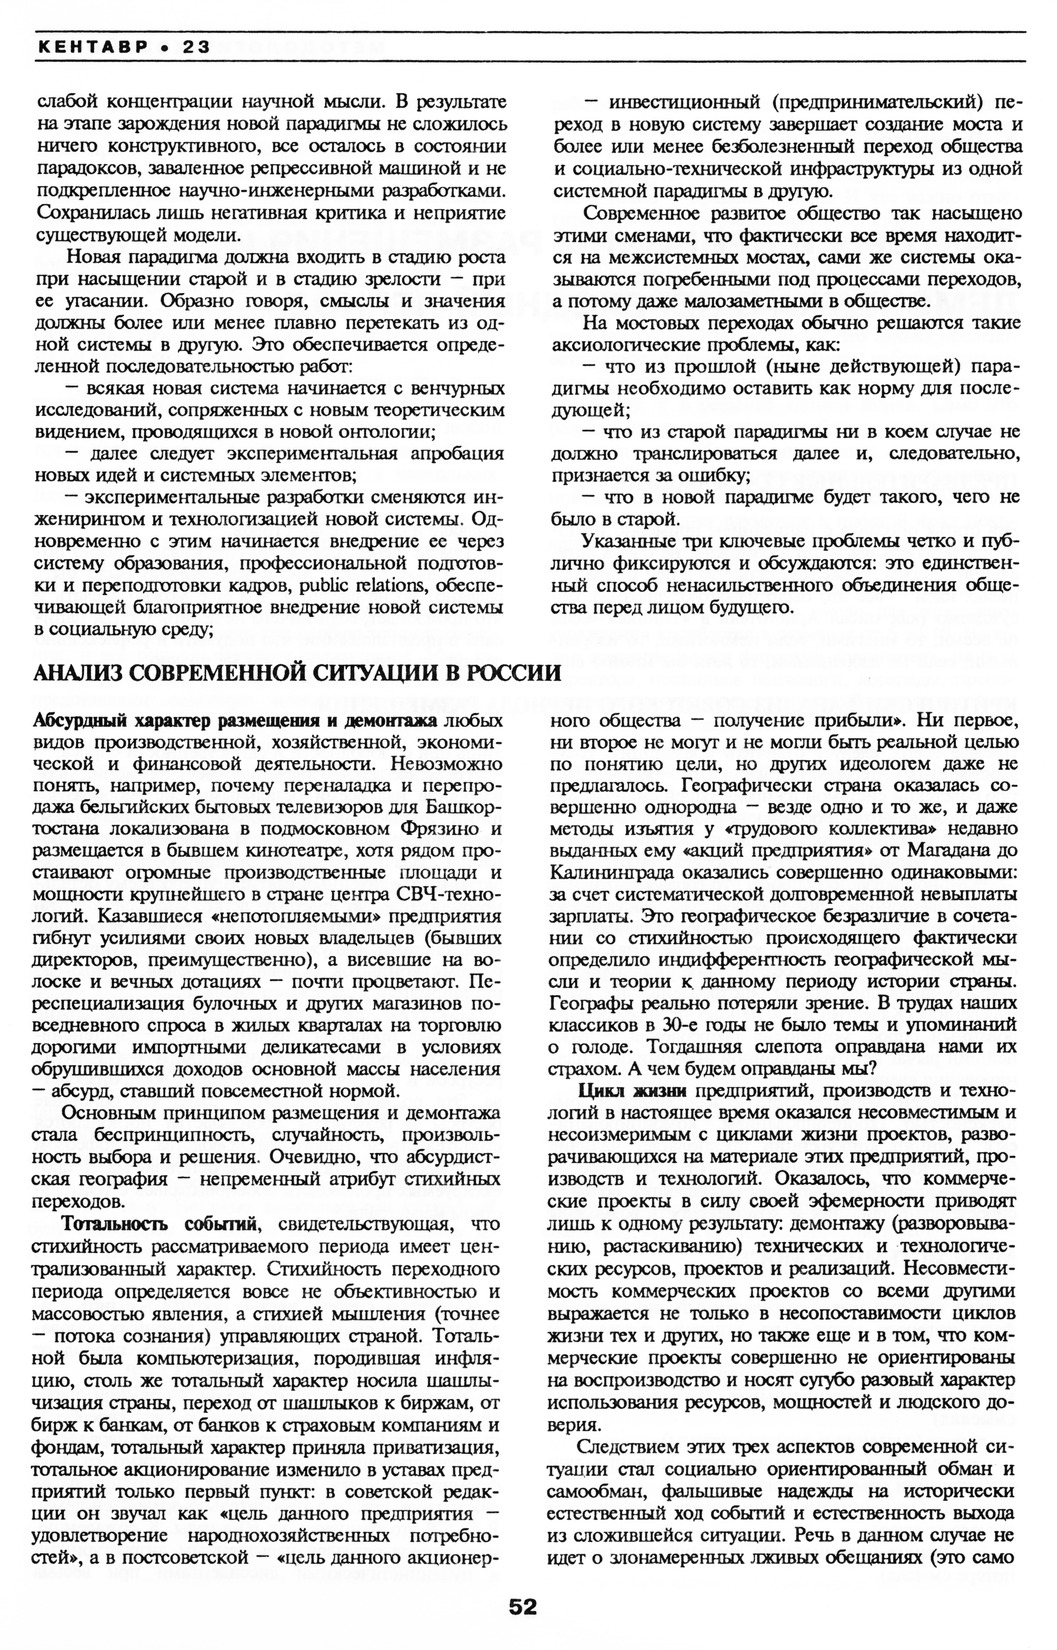 КЕНТАВР • 23
слабой концентрации научной мысли. В результате
на этапе зарождения новой парадигмы не сложилось
ничего конструктивного, все осталось в состоянии
парадоксов, заваленное репрессивной машиной и не
подкрепленное научно-инженерными разработками.
Сохранилась лишь негативная критика и неприятие
существующей модели.
Новая парадигма должна входить в стадию роста
при насыщении старой и в стадию зрелости — при
ее угасании. Образно говоря, смыслы и значения
должны более или менее плавно перетекать из од-
ной системы в другую. Это обеспечивается опреде-
ленной последовательностью работ:
— всякая новая система начинается с венчурных
исследований, сопряженных с новым теоретическим
видением, проводящихся в новой онтологии;
— далее следует экспериментальная апробация
новых идей и системных элементов;
— экспериментальные разработки сменяются ин-
женирингом и технологизацией новой системы. Од-
новременно с этим начинается внедрение ее через
систему образования, профессиональной подготов-
ки и переподготовки кадров, public relations, обеспе-
чивающей благоприятное внедрение новой системы
в социальную среду;
— инвестиционный (предпринимательский) пе-
реход в новую систему завершает создание моста и
более или менее безболезненный переход общества
и социально-технической инфраструктуры из одной
системной парадигмы в другую.
Современное развитое общество так насыщено
этими сменами, что фактически все время находит-
ся на межсистемных мостах, сами же системы ока-
зываются погребенными под процессами переходов,
а потому даже малозаметными в обществе.
На мостовых переходах обычно решаются такие
аксиологические проблемы, как:
— что из прошлой (ныне действующей) пара-
дигмы необходимо оставить как норму для после-
дующей;
— что из старой парадигмы ни в коем случае не
должно транслироваться далее и, следовательно,
признается за ошибку;
— что в новой парадигме будет такого, чего не
было в старой.
Указанные три ключевые проблемы четко и пуб-
лично фиксируются и обсуждаются: это единствен-
ный способ ненасильственного объединения обще-
ства перед лицом будущего.
АНАЛИЗ СОВРЕМЕННОЙ СИТУАЦИИ В РОССИИ
Абсурдный характер размещения и демонтажа любых
видов производственной, хозяйственной, экономи-
ческой и финансовой деятельности. Невозможно
понять, например, почему переналадка и перепро-
дажа бельгийских бытовых телевизоров для Башкор-
тостана локализована в подмосковном Фрязино и
размещается в бывшем кинотеатре, хотя рядом про-
стаивают огромные производственные площади и
мощности крупнейшего в стране центра СВЧ-техно-
логий. Казавшиеся «непотопляемыми» предприятия
гибнут усилиями своих новых владельцев (бывших
директоров, преимущественно), а висевшие на во-
лоске и вечных дотациях — почти процветают. Пе-
респециализация булочных и других магазинов по-
вседневного спроса в жилых кварталах на торговлю
дорогими импортными деликатесами в условиях
обрушившихся доходов основной массы населения
— абсурд, ставший повсеместной нормой.
Основным принципом размещения и демонтажа
стала беспринципность, случайность, произволь-
ность выбора и решения. Очевидно, что абсурдист-
ская география — непременный атрибут стихийных
переходов.
Тотальность событий, свидетельствующая, что
стихийность рассматриваемого периода имеет цен-
трализованный характер. Стихийность переходного
периода определяется вовсе не объективностью и
массовостью явления, а стихией мышления (точнее
— потока сознания) управляющих страной. Тоталь-
ной была компьютеризация, породившая инфля-
цию, столь же тотальный характер носила шашлы-
чизация страны, переход от шашлыков к биржам, от
бирж к банкам, от банков к страховым компаниям и
фондам, тотальный характер приняла приватизация,
тотальное акционирование изменило в уставах пред-
приятий только первый пункт: в советской редак-
ции он звучал как «цель данного предприятия —
удовлетворение народнохозяйственных потребно-
стей», а в постсоветской — «цель данного акционер-
ного общества — получение прибыли». Ни первое,
ни второе не могут и не могли быть реальной целью
по понятию цели, но других идеологем даже не
предлагалось. Географически страна оказалась со-
вершенно однородна — везде одно и то же, и даже
методы изъятия у «трудового коллектива» недавно
выданных ему «акций предприятия» от Магадана до
Калининграда оказались совершенно одинаковыми:
за счет систематической долговременной невыплаты
зарплаты. Это географическое безразличие в сочета-
нии со стихийностью происходящего фактически
определило индифферентность географической мы-
сли и теории к данному периоду истории страны.
Географы реально потеряли зрение. В трудах наших
классиков в 30-е годы не было темы и упоминаний
о голоде. Тогдашняя слепота оправдана нами их
страхом. А чем будем оправданы мы?
Цикл жизни предприятий, производств и техно-
логий в настоящее время оказался несовместимым и
несоизмеримым с циклами жизни проектов, разво-
рачивающихся на материале этих предприятий, про-
изводств и технологий. Оказалось, что коммерче-
ские проекты в силу своей эфемерности приводят
лишь к одному результату: демонтажу (разворовыва-
нию, растаскиванию) технических и технологиче-
ских ресурсов, проектов и реализаций. Несовмести-
мость коммерческих проектов со всеми другими
выражается не только в несопоставимости циклов
жизни тех и других, но также еще и в том, что ком-
мерческие проекты совершенно не ориентированы
на воспроизводство и носят сугубо разовый характер
использования ресурсов, мощностей и людского до-
верия.
Следствием этих трех аспектов современной си-
туации стал социально ориентированный обман и
самообман, фальшивые надежды на исторически
естественный ход событий и естественность выхода
из сложившейся ситуации. Речь в данном случае не
идет о злонамеренных лживых обещаниях (это само
52